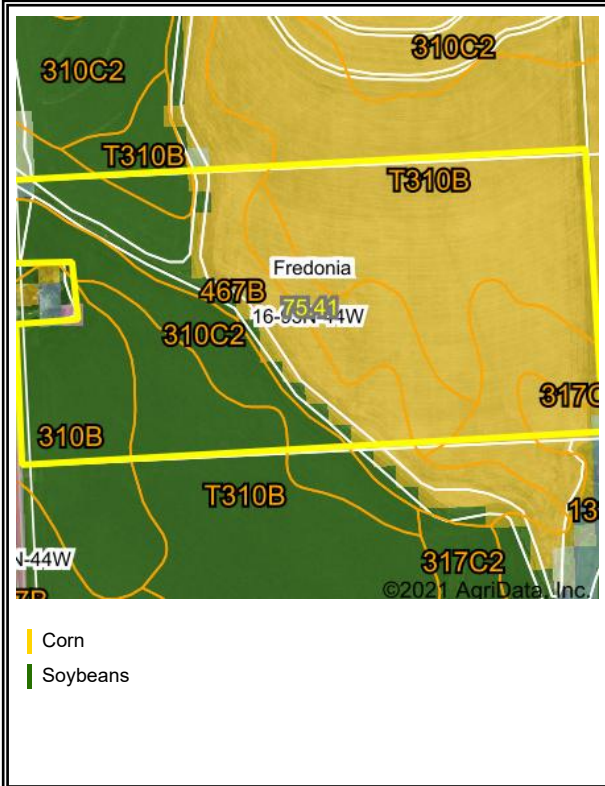 310C2
310C2
T310B
T310B
Fredonia
467B
75.41
310C2
317C
310B
T310B
13
N-44W
317C2
7B
©2021 AgriData, Inc.
Corn
Soybeans